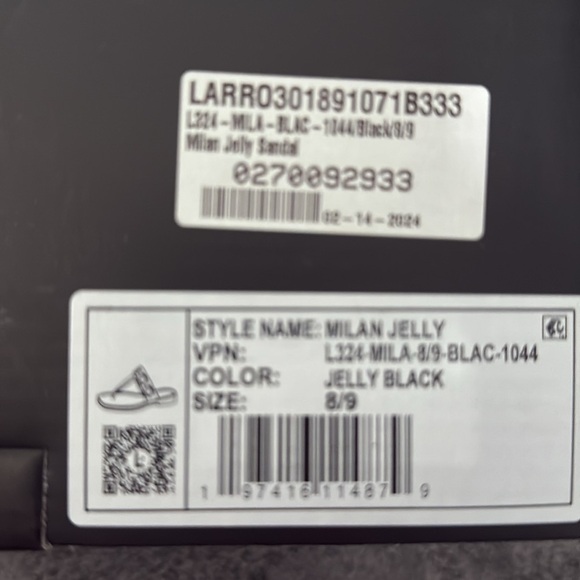 LARRO301891071B333
L324-MILA-BLAC-1044/Black/8/9
Milan Jelly Sandal
0270092933
02-14-2024
STYLE NAME: MILAN JELLY
VPN: L324-MILA-8/9-BLAC-1044
COLOR: JELLY BLACK
SIZE: 8/9
1 97416 11487 9